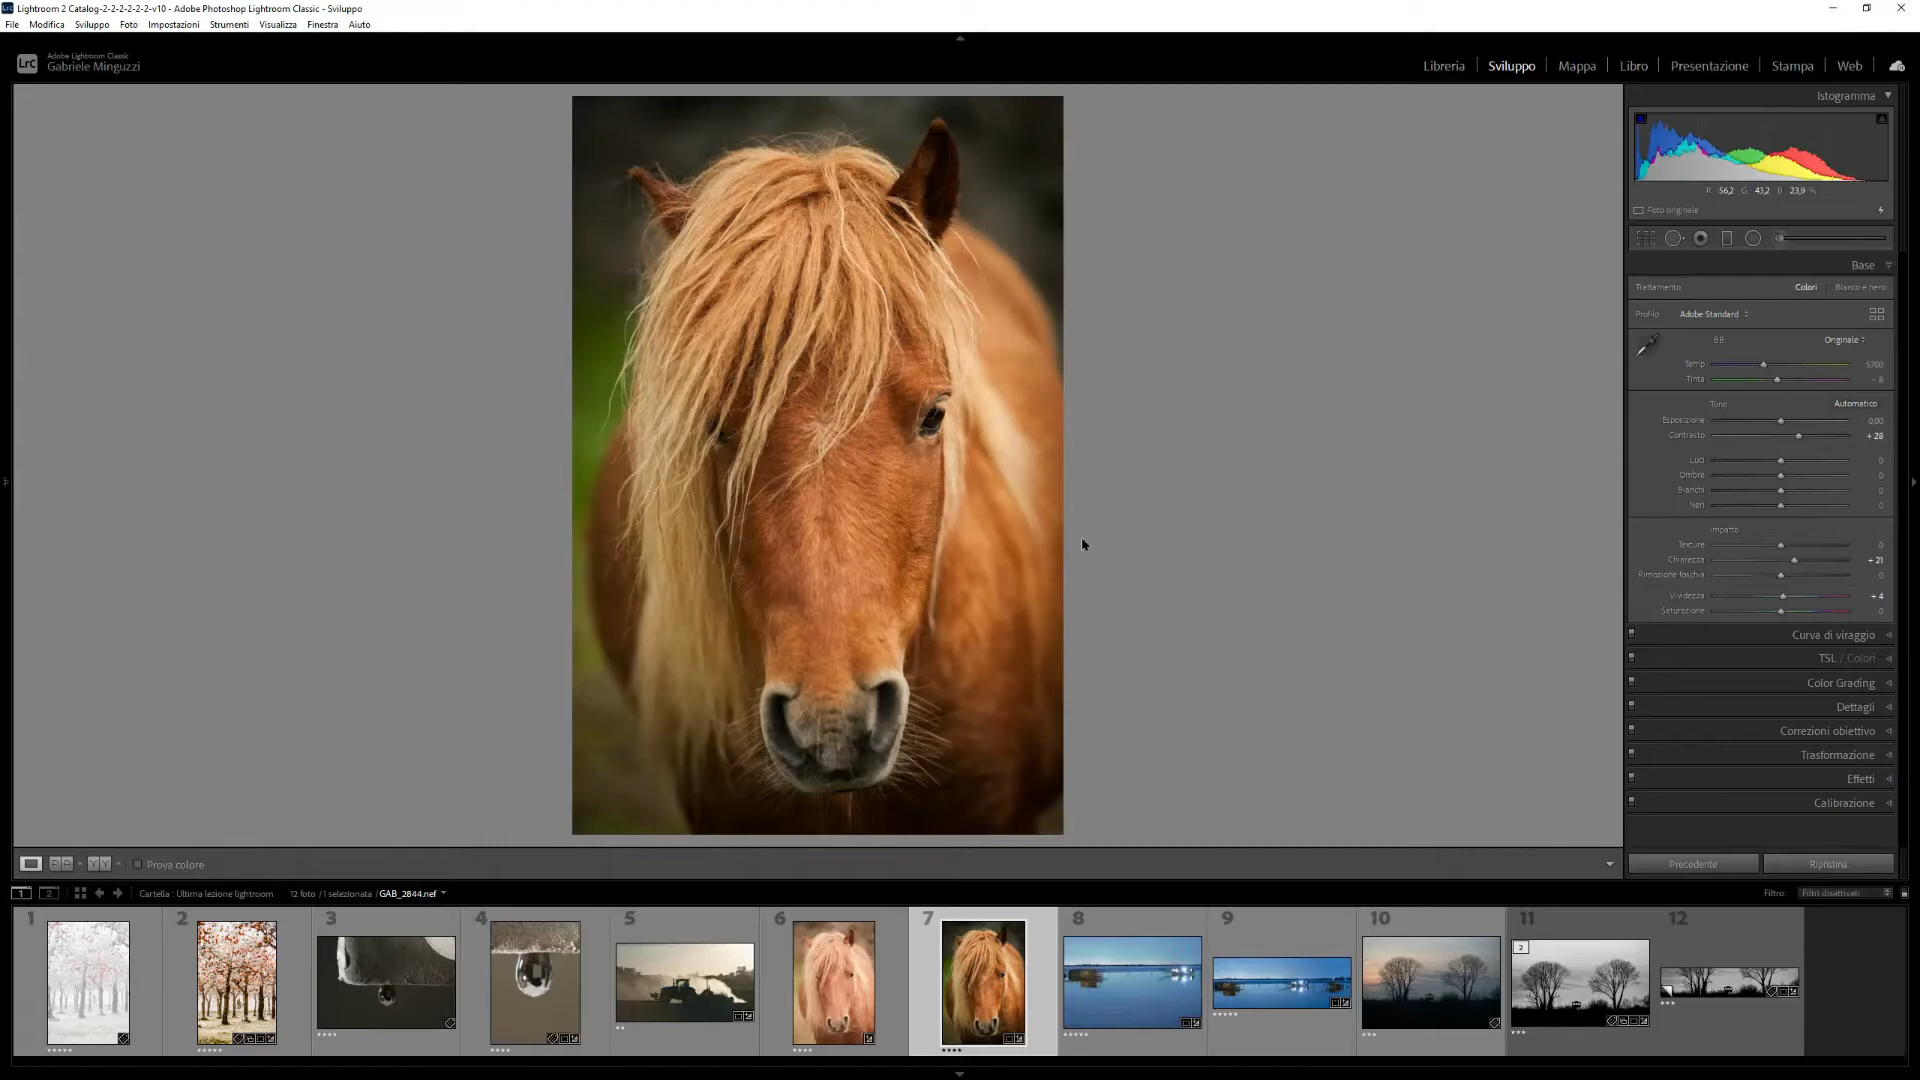 Lightroom 2 Catalog-2-2-2-2-2-2-v10 - Adobe Photoshop Lightroom Classic - Sviluppo
File Modifica Sviluppo Foto Impostazioni Strumenti Visualizza Finestra Aiuto
LrC
Adobe Lightroom Classic
Gabriele Minguzzi
Libreria Sviluppo Mappa Libro Presentazione Stampa Web
Istogramma
R 56,2 G 43,2 B 23,9 %
Foto originale
Base
Trattamento Colori Bianco e nero
Profilo Adobe Standard
BB: Originale
Temp 5700
Tinta - 8
Tono Automatico
Esposizione 0,00
Contrasto + 28
Luci 0
Ombre 0
Bianchi 0
Neri 0
Impatto
Texture 0
Chiarezza + 21
Rimozione foschia 0
Vividezza + 4
Saturazione 0
Curva di viraggio
TSL / Colori
Color Grading
Dettagli
Correzioni obiettivo
Trasformazione
Effetti
Calibrazione
Prova colore
Precedente Ripristina
1 2 Cartella : Ultima lezione lightroom 12 foto /1 selezionata /GAB_2844.nef Filtro: Filtri disattivati
1 2 3 4 5 6 7 8 9 10 11 12
2